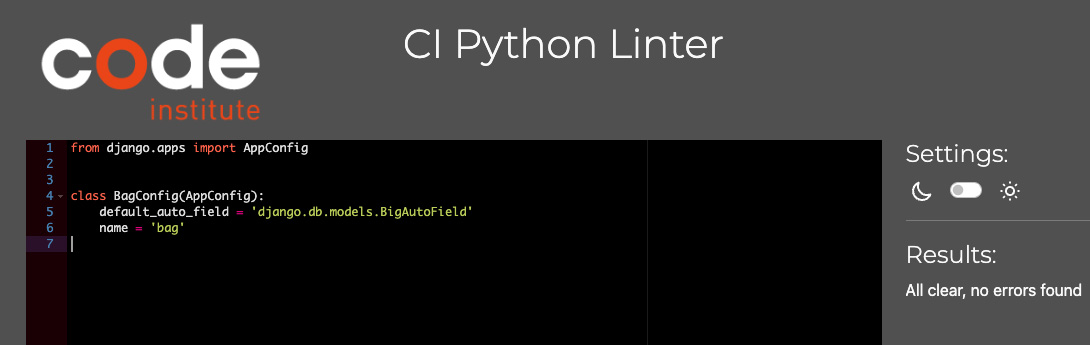 code
institute
CI Python Linter
1 from django.apps import AppConfig
2
3
4 class BagConfig(AppConfig):
5     default_auto_field = 'django.db.models.BigAutoField'
6     name = 'bag'
7
Settings:
Results:
All clear, no errors found